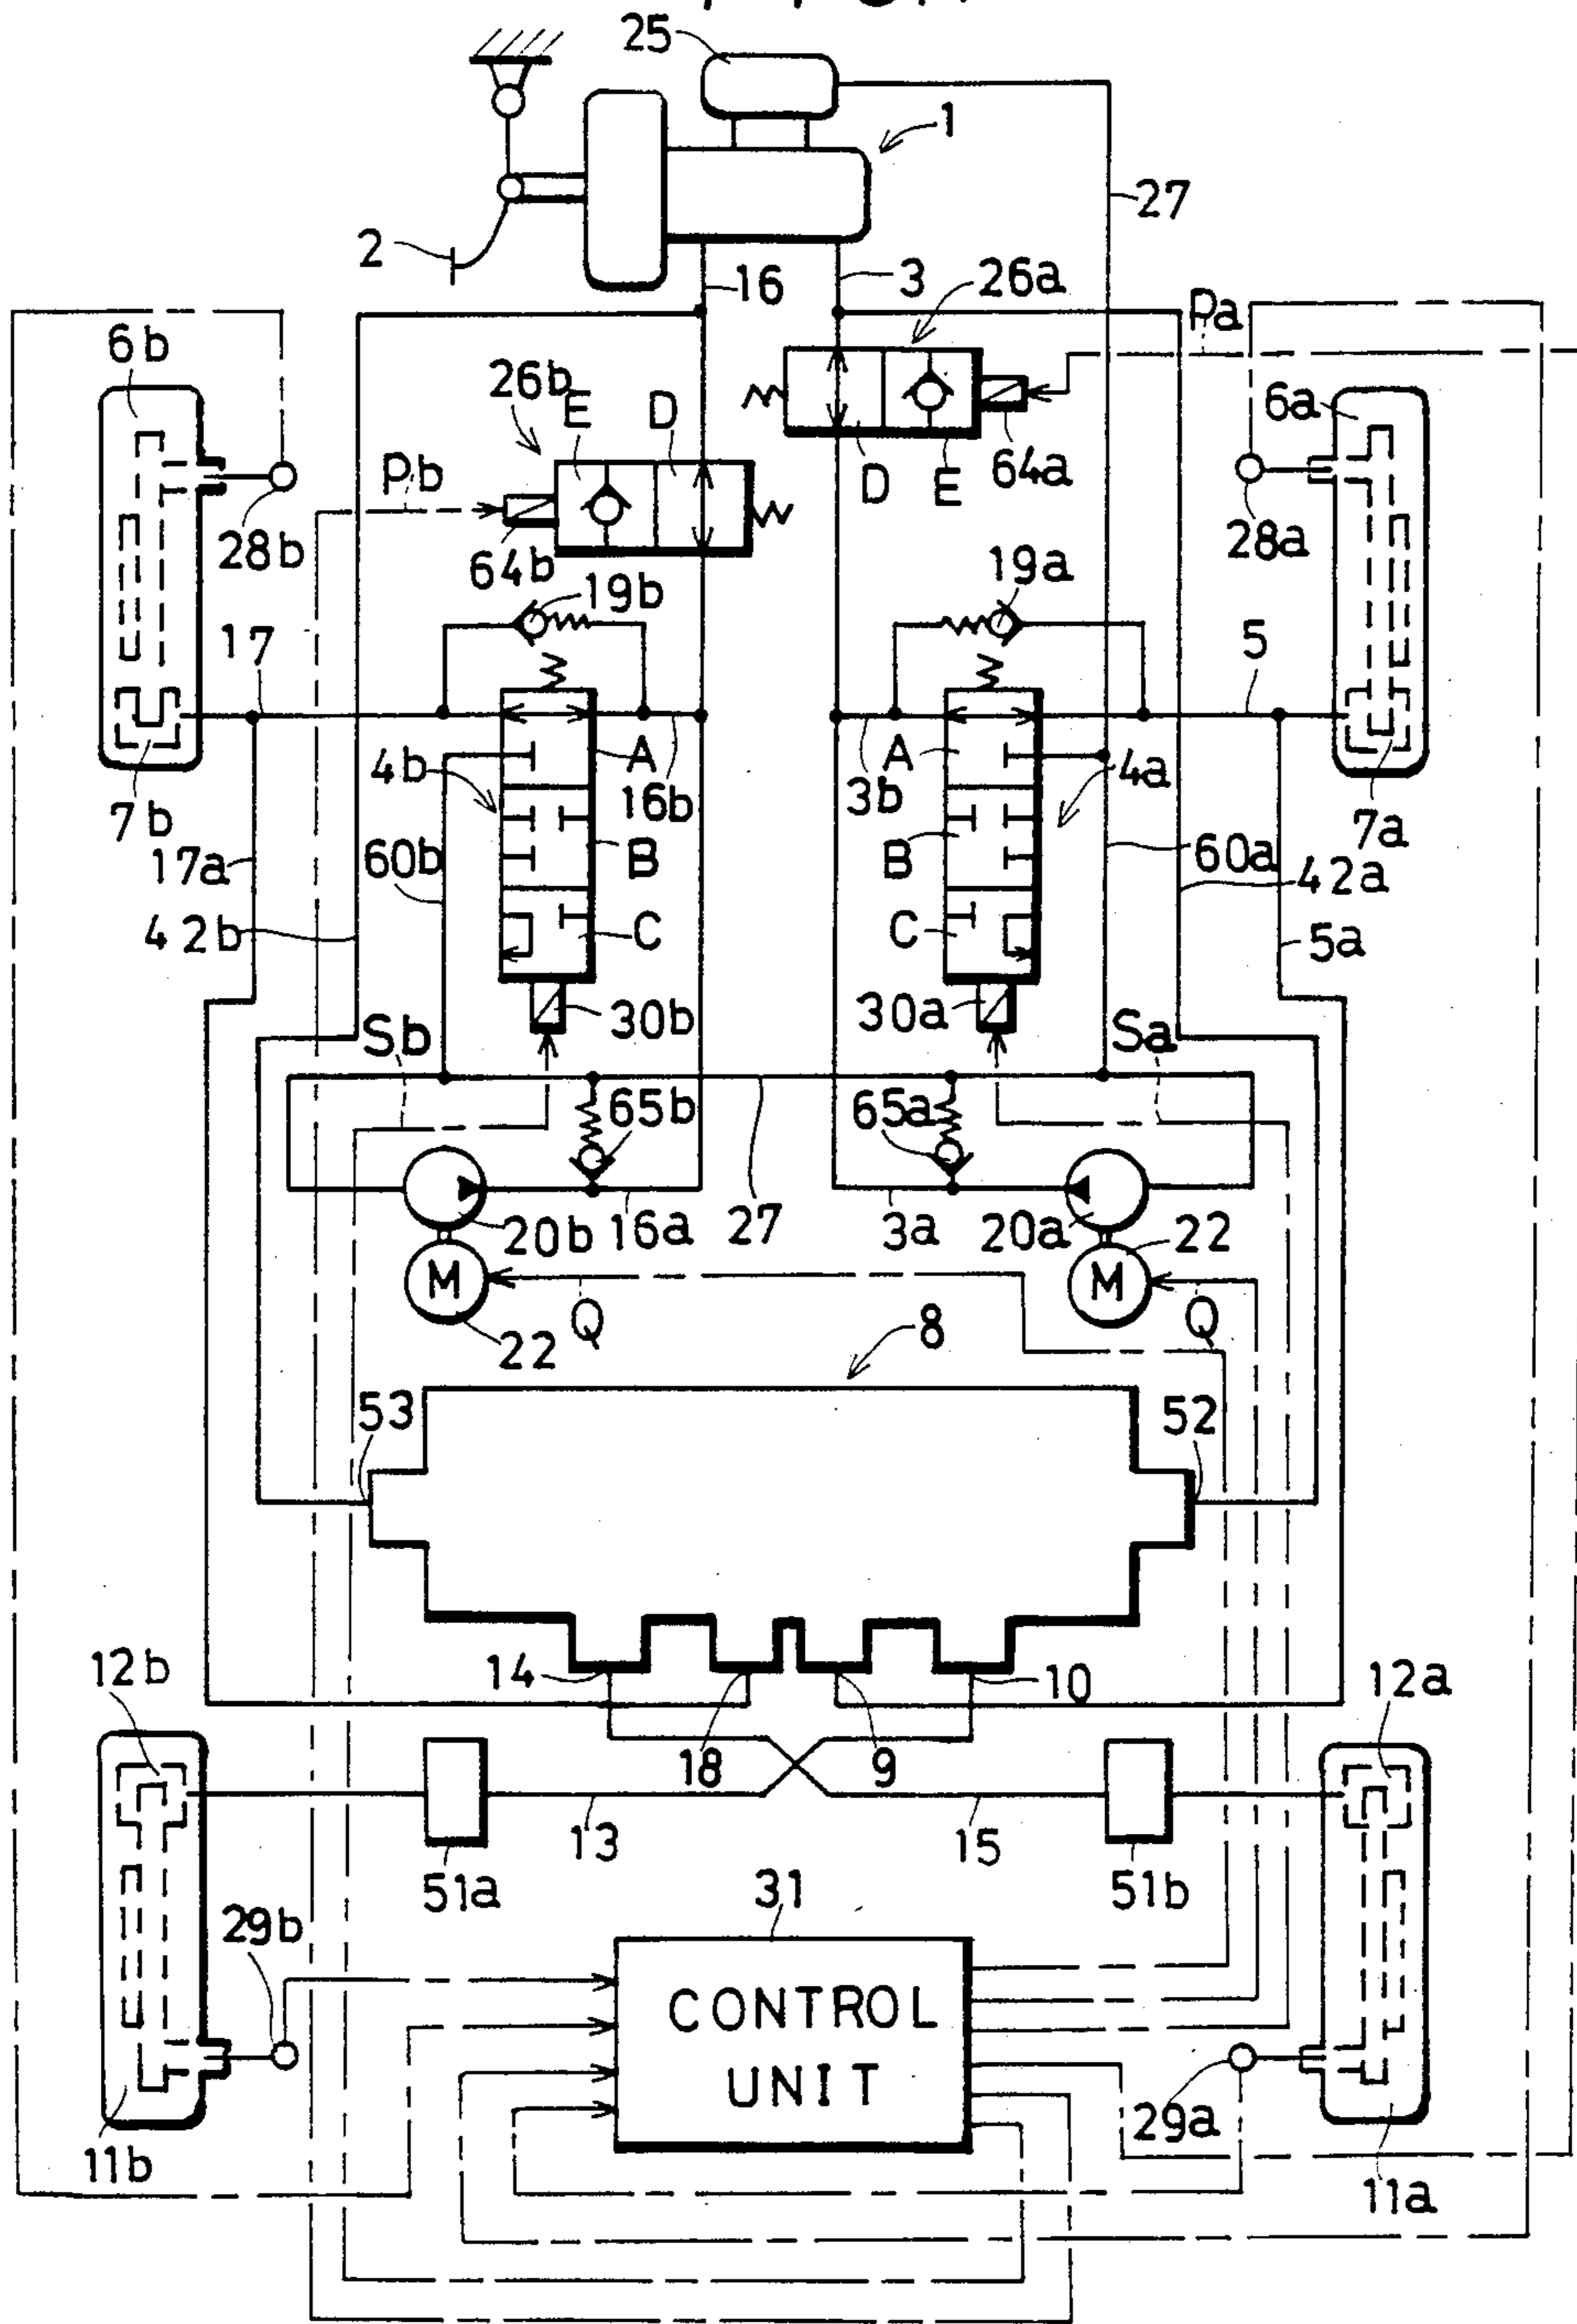 25
1
27
2
16
3
26a
Pa
6b
26b
E
D
6a
Pb
D
E
64a
28b
64b
28a
19b
19a
17
5
4b
A
16b
A
3b
4a
7b
7a
17a
60b
B
B
60a
42a
42b
C
C
5a
30b
30a
Sb
Sa
65b
65a
20b
16a
27
3a
20a
22
M
M
22
Q
8
Q
53
52
14
10
12b
12a
18
9
13
15
51a
51b
31
29b
CONTROL
UNIT
29a
11b
11a